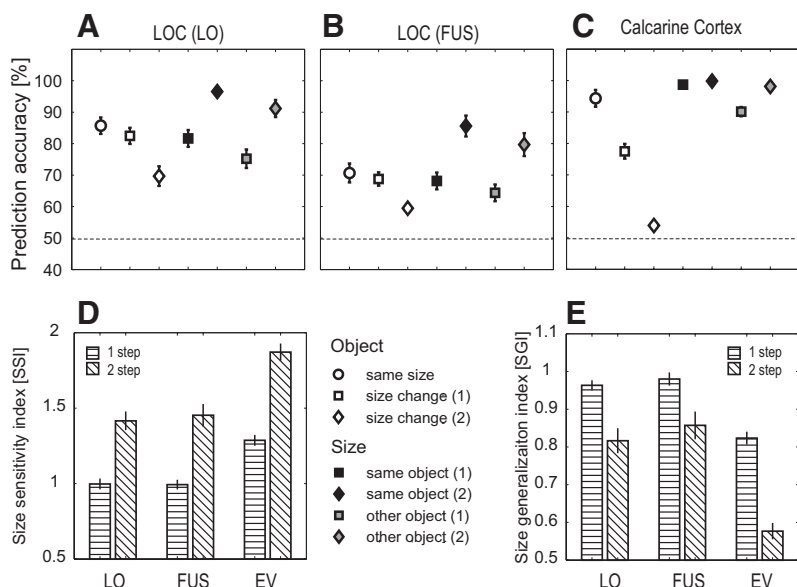 A
LOC (LO)
B
LOC (FUS)
C
Calcarine Cortex
Prediction accuracy [%]
100
90
80
70
60
50
40
D
Size sensitivity index [SSI]
2
1.5
1
0.5
1 step
2 step
LO
FUS
EV
Object
same size
size change (1)
size change (2)
Size
same object (1)
same object (2)
other object (1)
other object (2)
E
Size generalizaiton index [SGI]
1.1
1
0.9
0.8
0.7
0.6
0.5
1 step
2 step
LO
FUS
EV